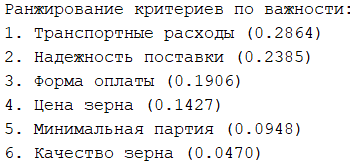 Ранжирование критериев по важности:
1. Транспортные расходы (0.2864)
2. Надежность поставки (0.2385)
3. Форма оплаты (0.1906)
4. Цена зерна (0.1427)
5. Минимальная партия (0.0948)
6. Качество зерна (0.0470)